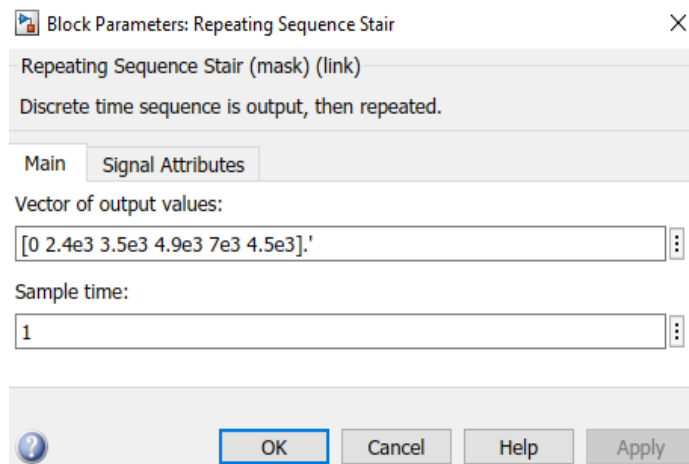 Block Parameters: Repeating Sequence Stair
Repeating Sequence Stair (mask) (link)
Discrete time sequence is output, then repeated.
Main Signal Attributes
Vector of output values:
[0 2.4e3 3.5e3 4.9e3 7e3 4.5e3].'
Sample time:
1
OK Cancel Help Apply